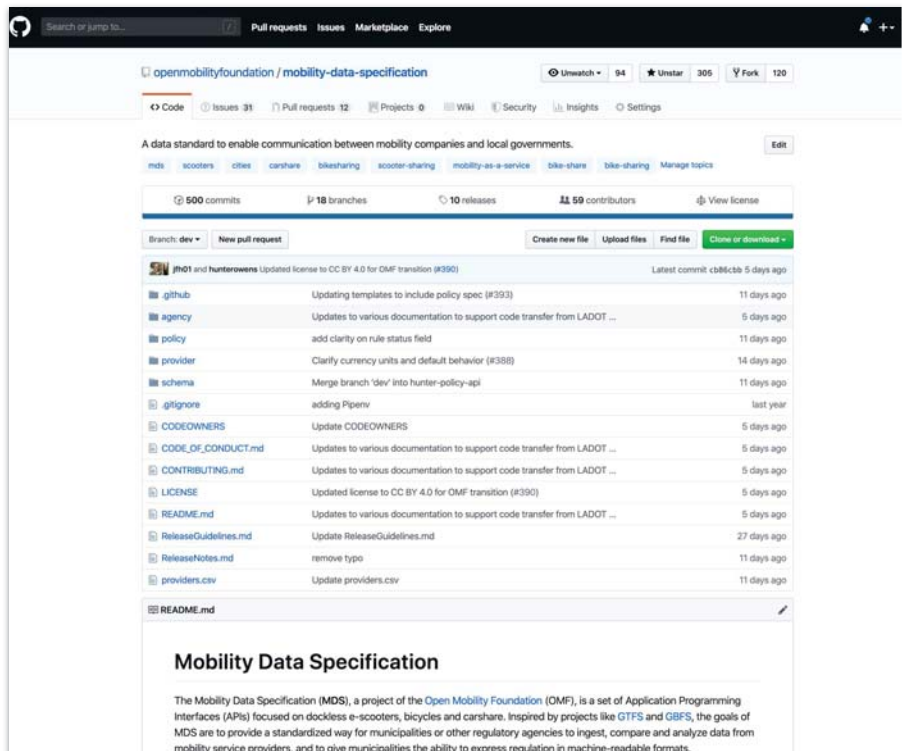 Search or jump to... / Pull requests Issues Marketplace Explore
openmobilityfoundation / mobility-data-specification Unwatch 94 Unstar 305 Fork 120
Code Issues 31 Pull requests 12 Projects 0 Wiki Security Insights Settings
A data standard to enable communication between mobility companies and local governments. Edit
mds scooters cities carshare bikesharing scooter-sharing mobility-as-a-service bike-share bike-sharing Manage topics
500 commits 18 branches 10 releases 59 contributors View license
Branch: dev New pull request Create new file Upload files Find file Clone or download
jfh01 and hunterowens Updated license to CC BY 4.0 for OMF transition (#390) Latest commit cb86cbb 5 days ago
.github Updating templates to include policy spec (#393) 11 days ago
agency Updates to various documentation to support code transfer from LADOT ... 5 days ago
policy add clarity on rule status field 11 days ago
provider Clarify currency units and default behavior (#388) 14 days ago
schema Merge branch 'dev' into hunter-policy-api 11 days ago
.gitignore adding Pipenv last year
CODEOWNERS Update CODEOWNERS 5 days ago
CODE_OF_CONDUCT.md Updates to various documentation to support code transfer from LADOT ... 5 days ago
CONTRIBUTING.md Updates to various documentation to support code transfer from LADOT ... 5 days ago
LICENSE Updated license to CC BY 4.0 for OMF transition (#390) 5 days ago
README.md Updates to various documentation to support code transfer from LADOT ... 5 days ago
ReleaseGuidelines.md Update ReleaseGuidelines.md 27 days ago
ReleaseNotes.md remove typo 11 days ago
providers.csv Update providers.csv 11 days ago
README.md
Mobility Data Specification
The Mobility Data Specification (MDS), a project of the Open Mobility Foundation (OMF), is a set of Application Programming
Interfaces (APIs) focused on dockless e-scooters, bicycles and carshare. Inspired by projects like GTFS and GBFS, the goals of
MDS are to provide a standardized way for municipalities or other regulatory agencies to ingest, compare and analyze data from
mobility service providers, and to give municipalities the ability to express regulation in machine-readable formats.